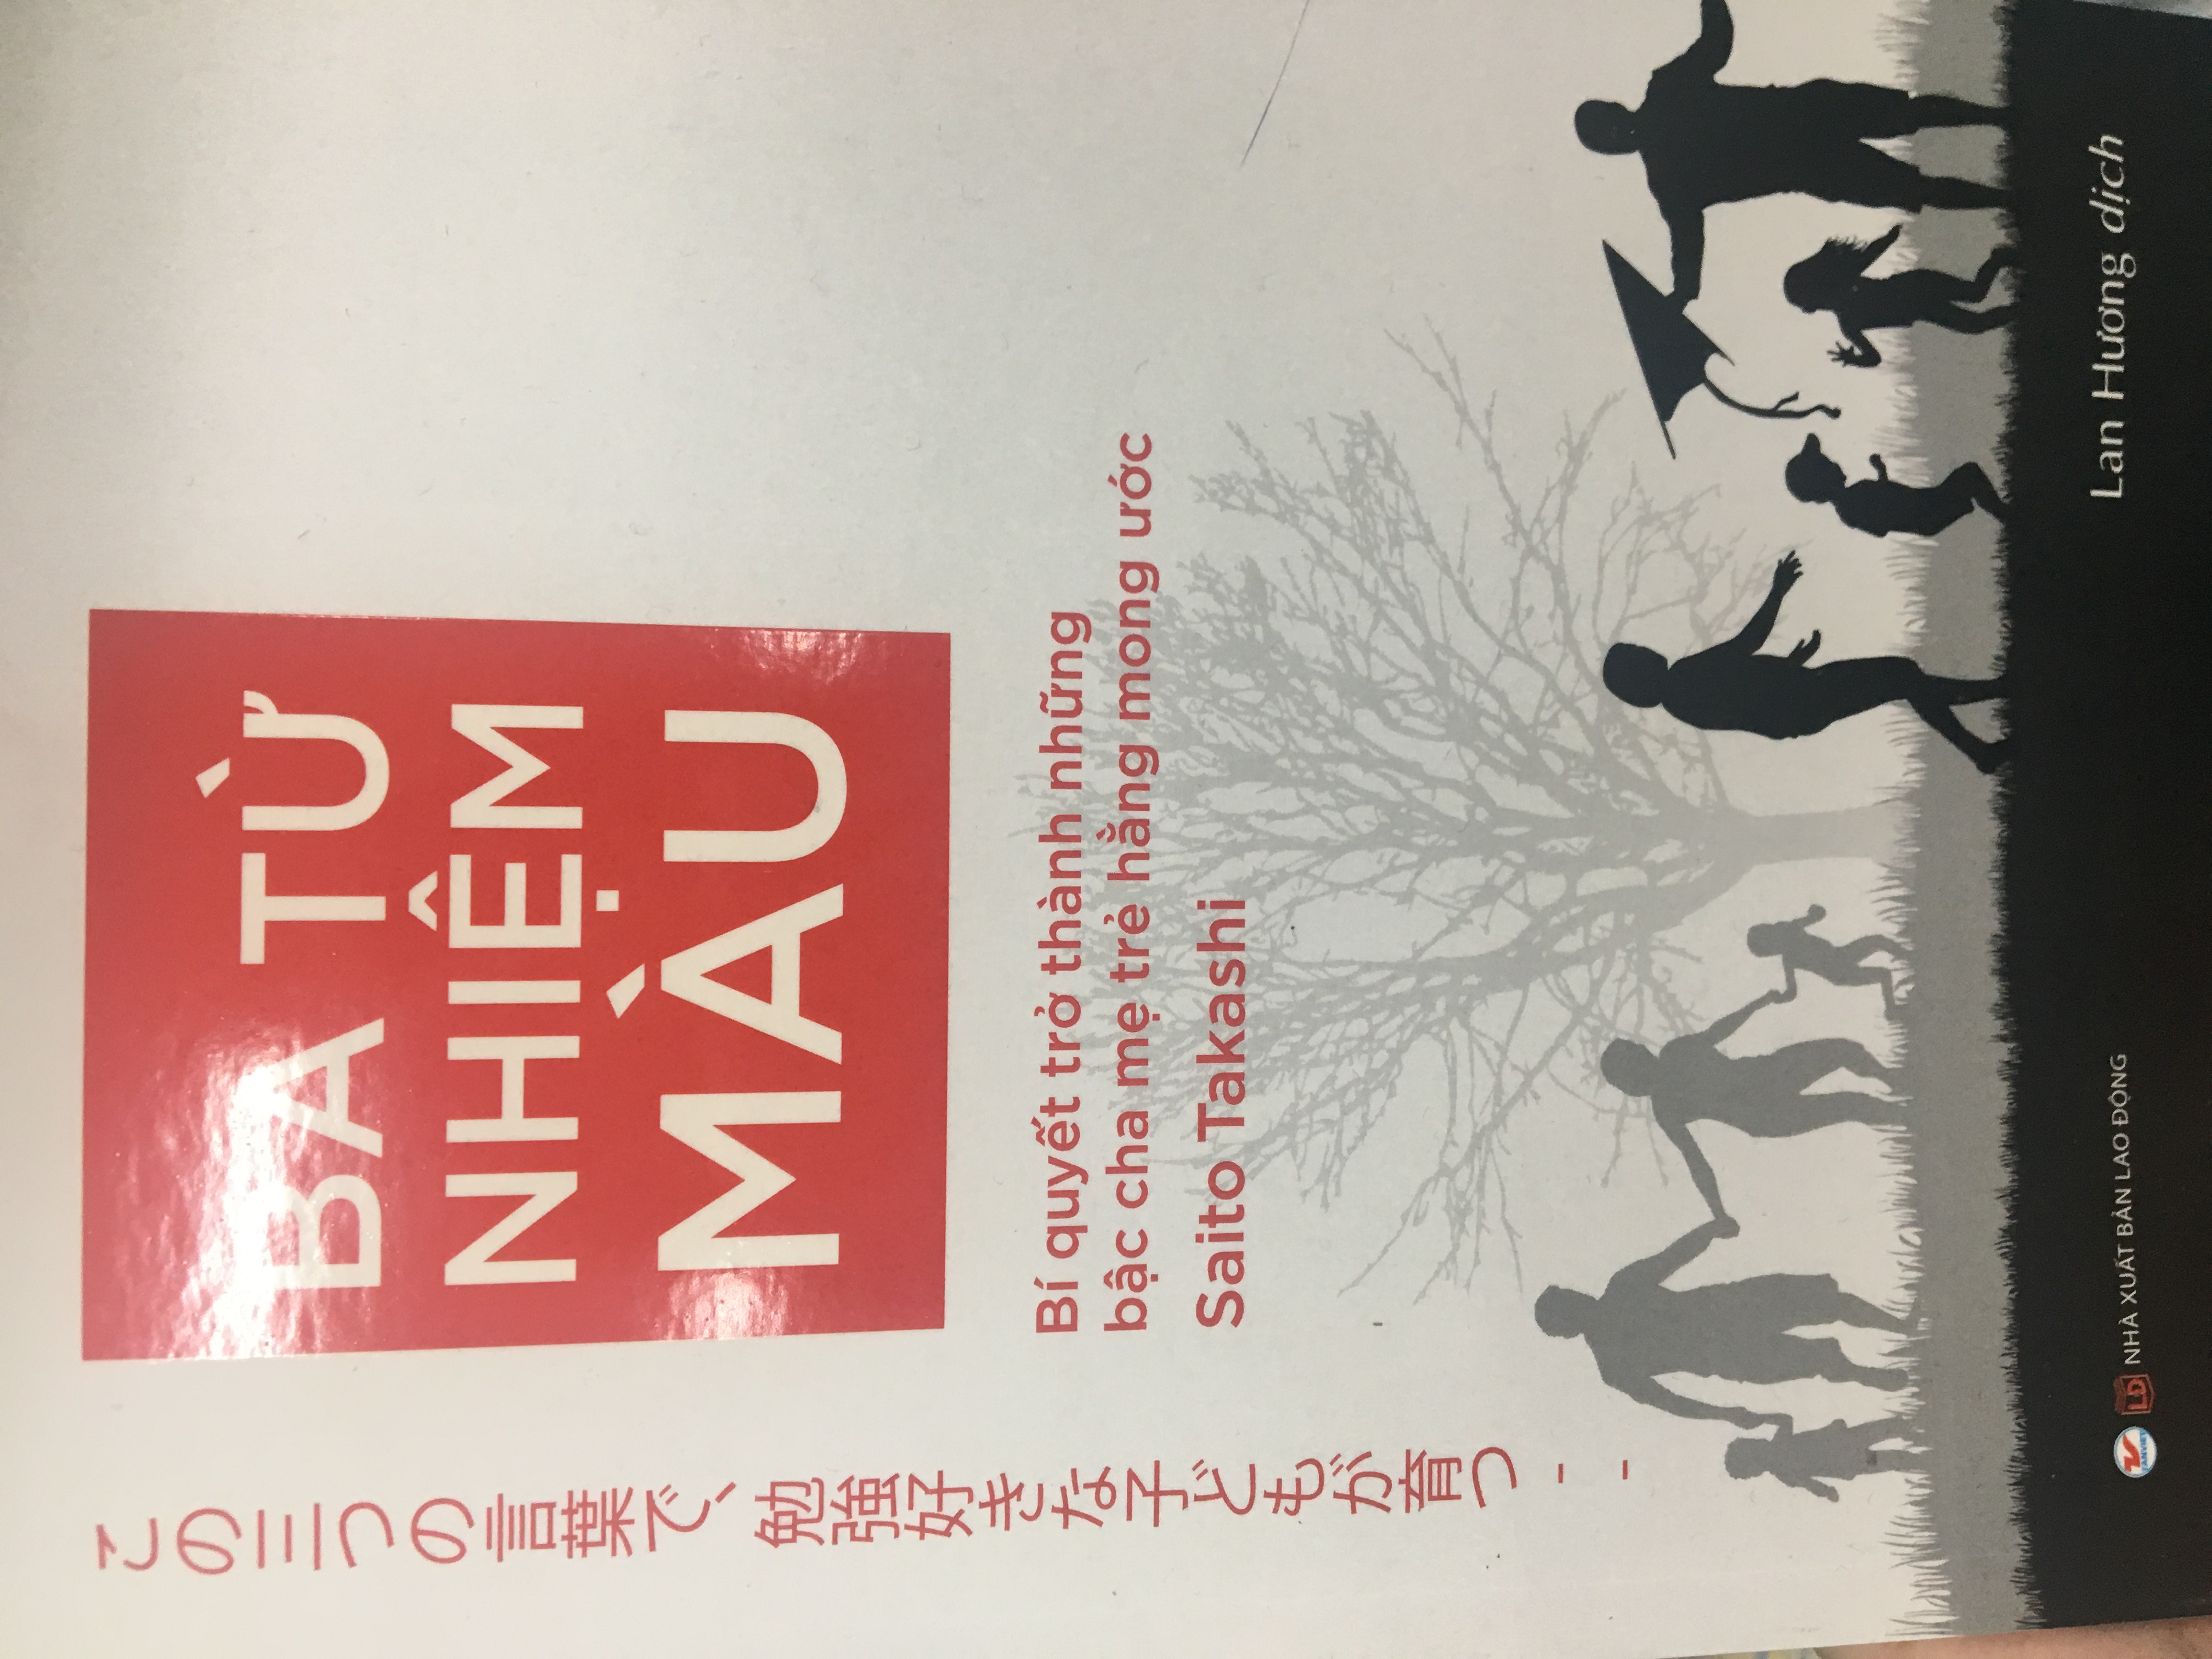 この三つの言葉で、勉強好きな子どもが育つ - -
BA TỪ
NHIỆM
MÀU
Bí quyết trở thành những
bậc cha mẹ trẻ hằng mong ước
Saito Takashi
TANVIET
LĐ
NHÀ XUẤT BẢN LAO ĐỘNG
Lan Hương dịch